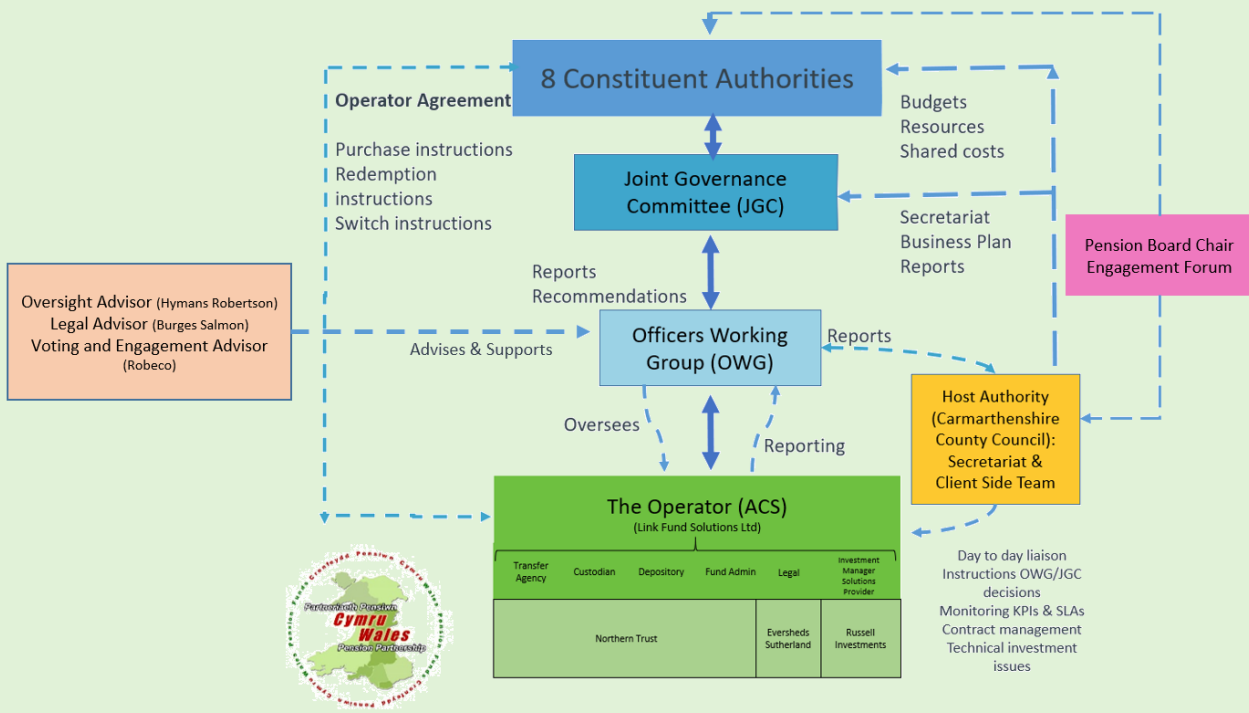 8 Constituent Authorities
Operator Agreement
Purchase instructions
Redemption
instructions
Switch instructions
Budgets
Resources
Shared costs
Joint Governance
Committee (JGC)
Secretariat
Business Plan
Reports
Pension Board Chair
Engagement Forum
Reports
Recommendations
Oversight Advisor (Hymans Robertson)
Legal Advisor (Burges Salmon)
Voting and Engagement Advisor
(Robeco)
Advises & Supports
Officers Working
Group (OWG)
Reports
Host Authority
(Carmarthenshire
County Council):
Secretariat &
Client Side Team
Oversees
Reporting
The Operator (ACS)
(Link Fund Solutions Ltd)
Transfer
Agency
Custodian
Depository
Fund Admin
Legal
Investment
Manager
Solutions
Provider
Northern Trust
Eversheds
Sutherland
Russell
Investments
Day to day liaison
Instructions OWG/JGC
decisions
Monitoring KPIs & SLAs
Contract management
Technical investment
issues
Partneriaeth Pensiwn
Cymru
Wales
Pension Partnership